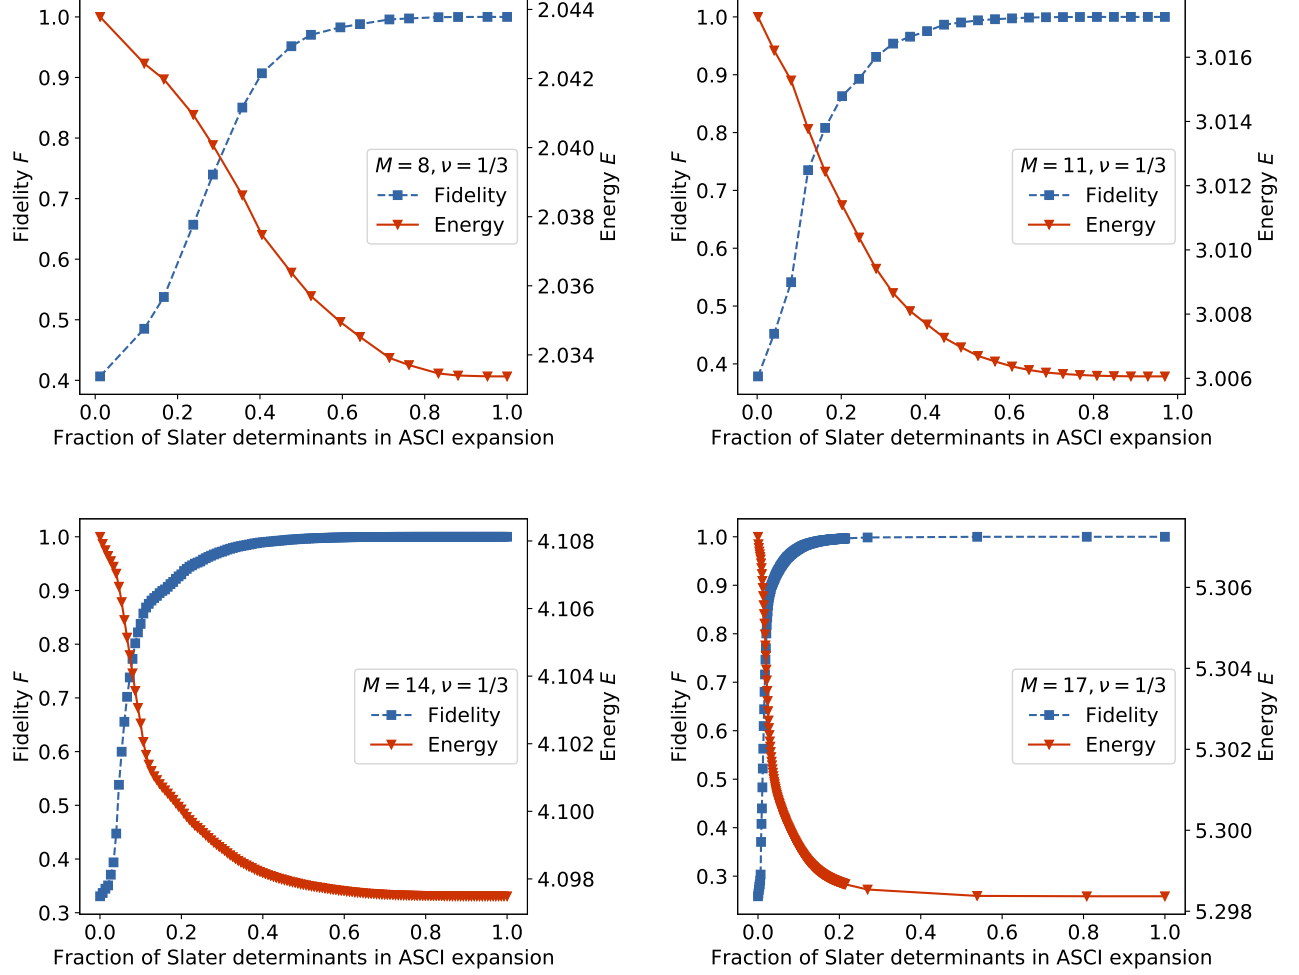 1.0
0.9
0.8
0.7
0.6
0.5
0.4
Fidelity F
2.044
2.042
2.040
2.038
2.036
2.034
Energy E
M = 8, ν = 1/3
Fidelity
Energy
0.0 0.2 0.4 0.6 0.8 1.0
Fraction of Slater determinants in ASCI expansion
1.0
0.9
0.8
0.7
0.6
0.5
0.4
Fidelity F
3.016
3.014
3.012
3.010
3.008
3.006
Energy E
M = 11, ν = 1/3
Fidelity
Energy
0.0 0.2 0.4 0.6 0.8 1.0
Fraction of Slater determinants in ASCI expansion
1.0
0.9
0.8
0.7
0.6
0.5
0.4
0.3
Fidelity F
4.108
4.106
4.104
4.102
4.100
4.098
Energy E
M = 14, ν = 1/3
Fidelity
Energy
0.0 0.2 0.4 0.6 0.8 1.0
Fraction of Slater determinants in ASCI expansion
1.0
0.9
0.8
0.7
0.6
0.5
0.4
0.3
Fidelity F
5.306
5.304
5.302
5.300
5.298
Energy E
M = 17, ν = 1/3
Fidelity
Energy
0.0 0.2 0.4 0.6 0.8 1.0
Fraction of Slater determinants in ASCI expansion